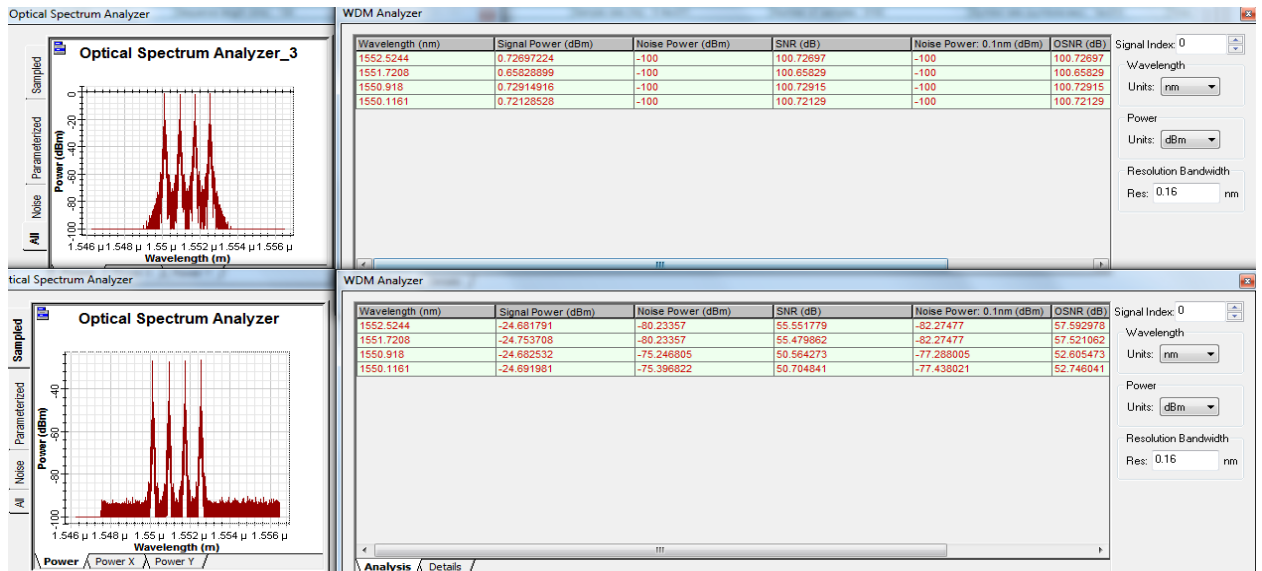 Optical Spectrum Analyzer
WDM Analyzer
Optical Spectrum Analyzer_3
Sampled
Parameterized
Noise
All
Power (dBm)
0
-20
-40
-60
-80
-100
1.546 µ 1.548 µ 1.55 µ 1.552 µ 1.554 µ 1.556 µ
Wavelength (m)
Wavelength (nm) Signal Power (dBm) Noise Power (dBm) SNR (dB) Noise Power: 0.1nm (dBm) OSNR (dB)
1552.5244 0.72697224 -100 100.72697 -100 100.72697
1551.7208 0.65828899 -100 100.65829 -100 100.65829
1550.918 0.72914916 -100 100.72915 -100 100.72915
1550.1161 0.72128528 -100 100.72129 -100 100.72129
Signal Index: 0
Wavelength
Units: nm
Power
Units: dBm
Resolution Bandwidth
Res: 0.16 nm
tical Spectrum Analyzer
WDM Analyzer
Optical Spectrum Analyzer
Sampled
Parameterized
Noise
All
Power (dBm)
-40
-60
-80
-100
1.546 µ 1.548 µ 1.55 µ 1.552 µ 1.554 µ 1.556 µ
Wavelength (m)
Power Power X Power Y
Wavelength (nm) Signal Power (dBm) Noise Power (dBm) SNR (dB) Noise Power: 0.1nm (dBm) OSNR (dB)
1552.5244 -24.681791 -80.23357 55.551779 -82.27477 57.592978
1551.7208 -24.753708 -80.23357 55.479862 -82.27477 57.521062
1550.918 -24.682532 -75.246805 50.564273 -77.288005 52.605473
1550.1161 -24.691981 -75.396822 50.704841 -77.438021 52.746041
Analysis Details
Signal Index: 0
Wavelength
Units: nm
Power
Units: dBm
Resolution Bandwidth
Res: 0.16 nm